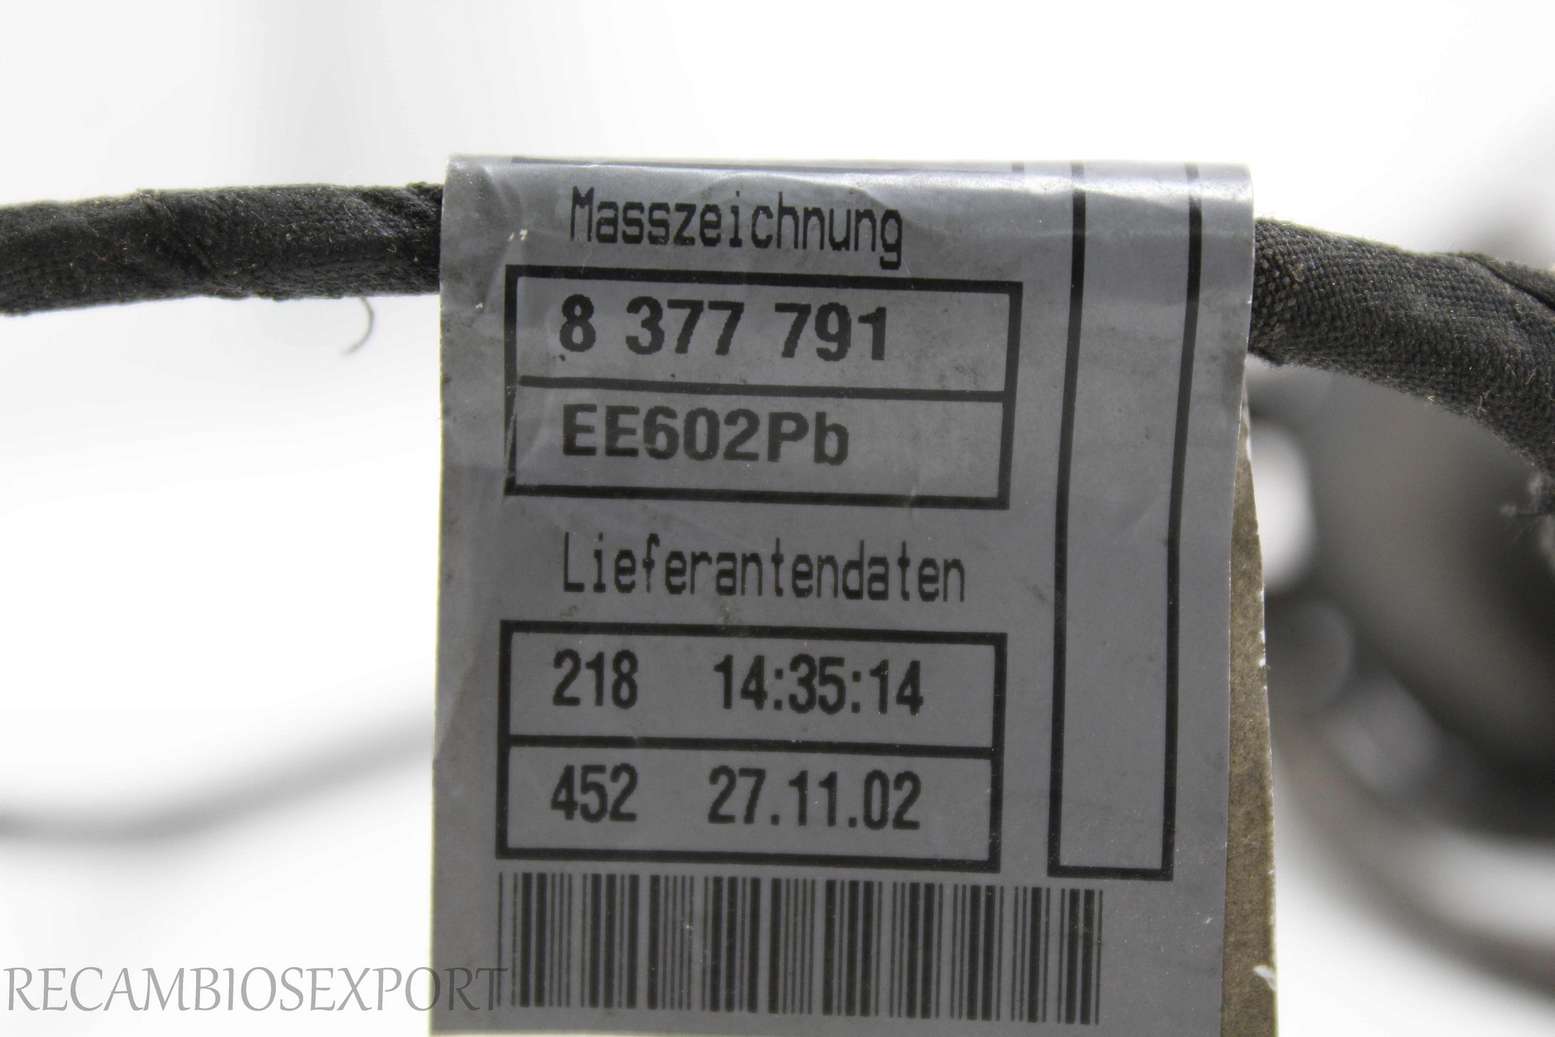 Masszeichnung
8 377 791
EE602Pb
Lieferantendaten
218 14:35:14
452 27.11.02
RECAMBIOSEXPORT